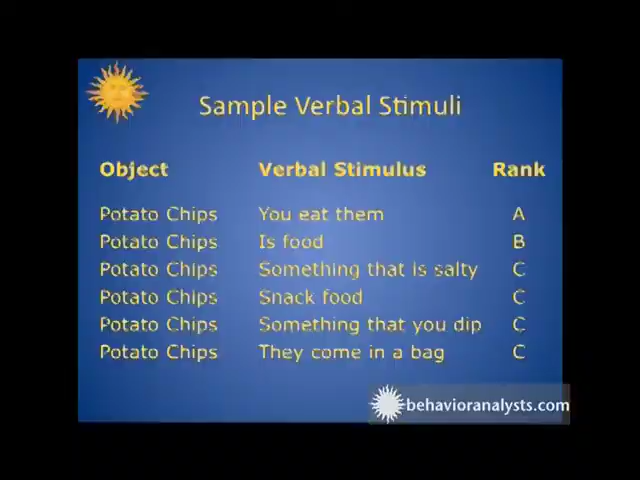 Sample Verbal Stimuli
Object Verbal Stimulus Rank
Potato Chips You eat them A
Potato Chips Is food B
Potato Chips Something that is salty C
Potato Chips Snack food C
Potato Chips Something that you dip C
Potato Chips They come in a bag C
behavioranalysts.com